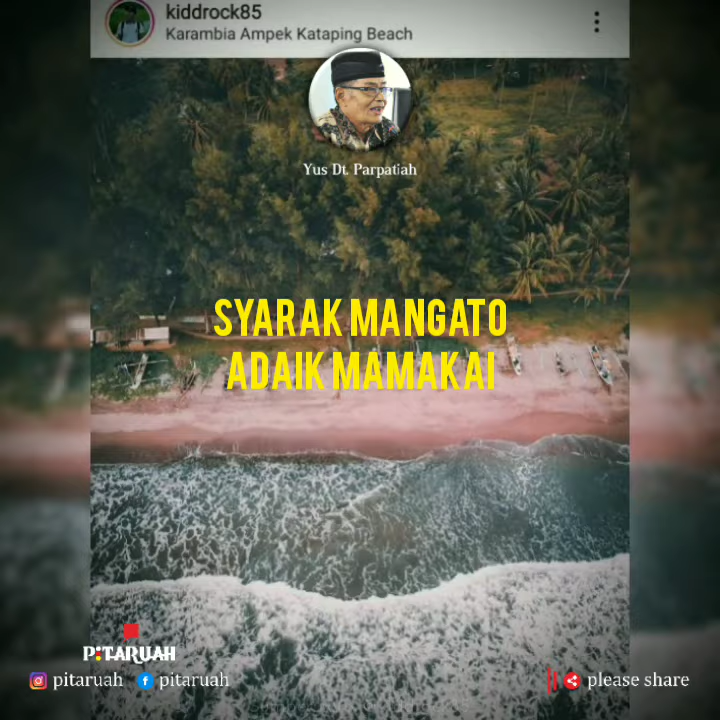 kiddrock85
Karambia Ampek Kataping Beach
Yus Dt. Parpatiah
SYARAK MANGATO
ADAIK MAMAKAI
PITARUAH
pitaruah pitaruah
please share